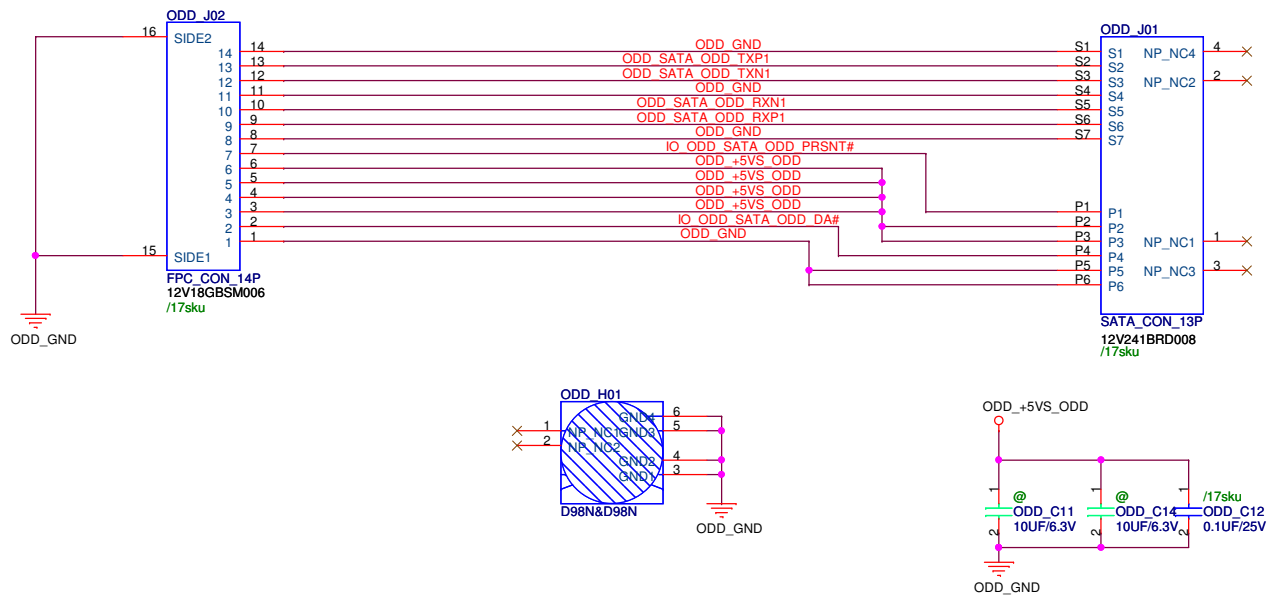 ODD_J02
16
SIDE2
14
13
12
11
10
9
8
7
6
5
4
3
2
1
15
SIDE1
14
13
12
11
10
9
8
7
6
5
4
3
2
1
FPC_CON_14P
12V18GBSM006
/17sku
ODD_GND
ODD_GND
ODD_SATA_ODD_TXP1
ODD_SATA_ODD_TXN1
ODD_GND
ODD_SATA_ODD_RXN1
ODD_SATA_ODD_RXP1
ODD_GND
IO_ODD_SATA_ODD_PRSNT#
ODD_+5VS_ODD
ODD_+5VS_ODD
ODD_+5VS_ODD
ODD_+5VS_ODD
IO_ODD_SATA_ODD_DA#
ODD_GND
ODD_J01
S1
S2
S3
S4
S5
S6
S7
P1
P2
P3
P4
P5
P6
S1
S2
S3
S4
S5
S6
S7
P1
P2
P3
P4
P5
P6
NP_NC4
4
NP_NC2
2
NP_NC1
1
NP_NC3
3
SATA_CON_13P
12V241BRD008
/17sku
ODD_H01
1
2
NP_NC1
NP_NC2
GND4
GND3
GND2
GND1
6
5
4
3
D98N&D98N
ODD_GND
ODD_+5VS_ODD
1
@
ODD_C11
10UF/6.3V
2
1
@
ODD_C14
10UF/6.3V
2
1
/17sku
ODD_C12
0.1UF/25V
2
ODD_GND